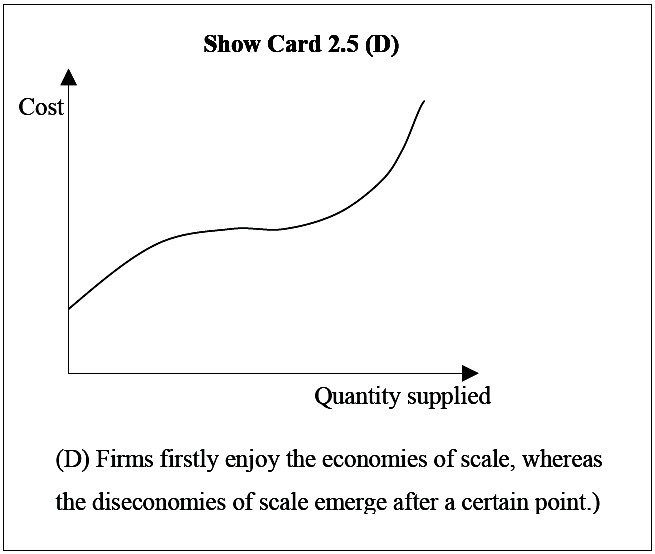 Show Card 2.5 (D)
Cost
Quantity supplied
(D) Firms firstly enjoy the economies of scale, whereas
the diseconomies of scale emerge after a certain point.)